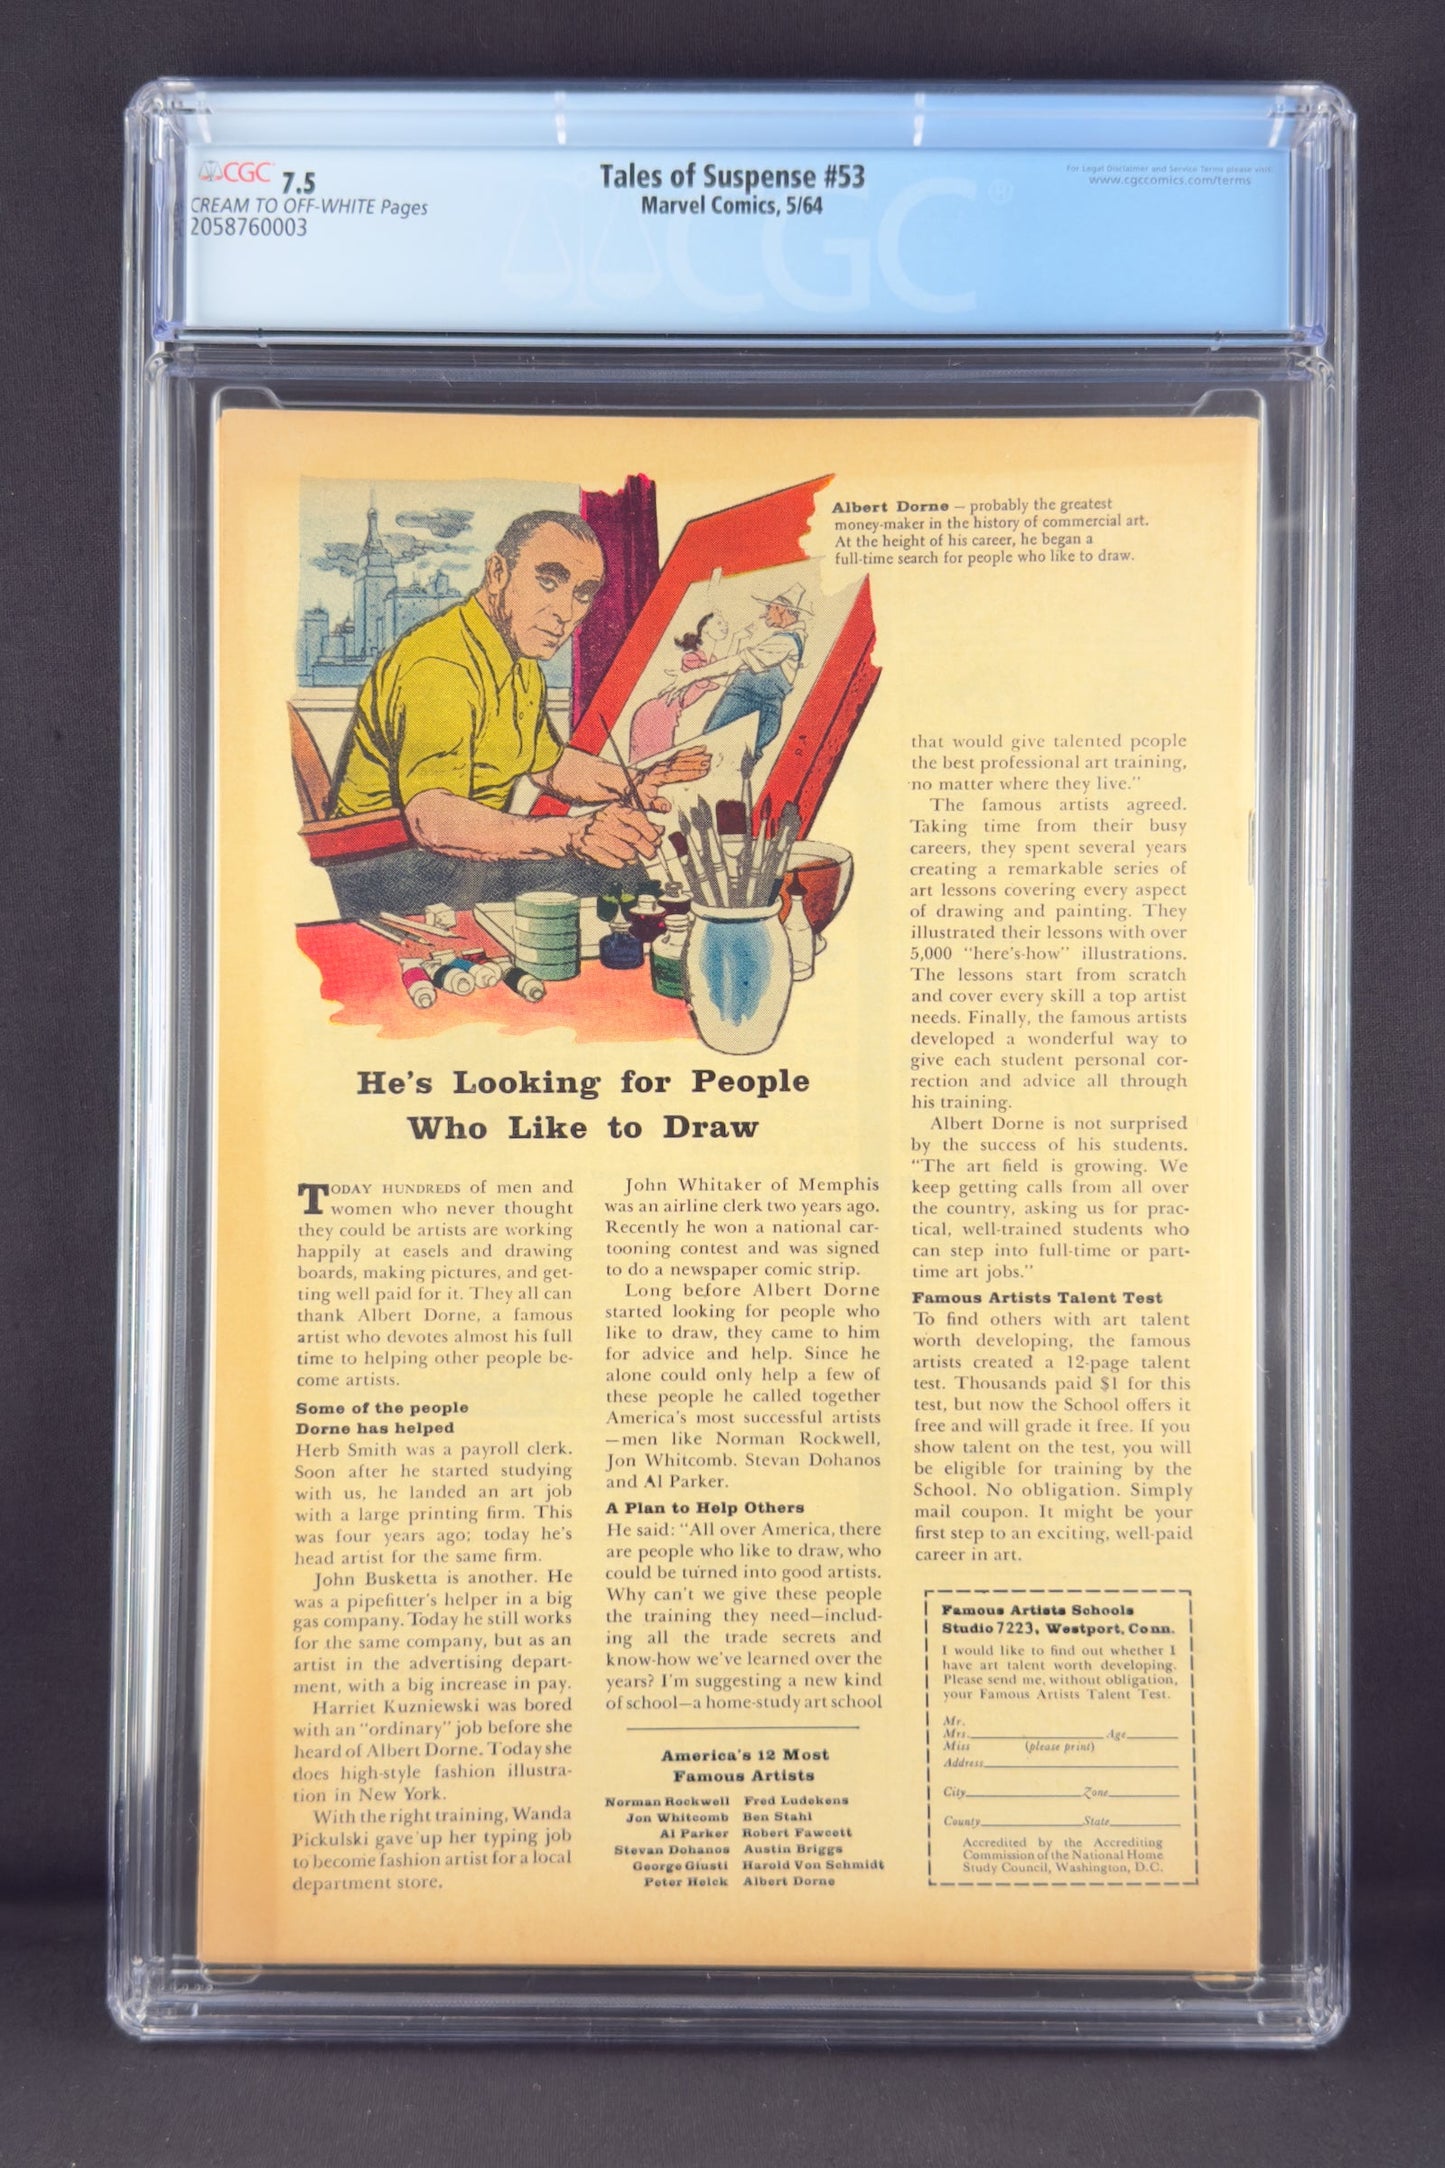 CGC 7.5
CREAM TO OFF-WHITE Pages
2058760003
Tales of Suspense #53
Marvel Comics, 5/64
For Legal Disclaimer and Service Terms please visit:
www.cgccomics.com/terms
CGC
Albert Dorne — probably the greatest
money-maker in the history of commercial art.
At the height of his career, he began a
full-time search for people who like to draw.
He's Looking for People
Who Like to Draw
TODAY HUNDREDS of men and
women who never thought
they could be artists are working
happily at easels and drawing
boards, making pictures, and get-
ting well paid for it. They all can
thank Albert Dorne, a famous
artist who devotes almost his full
time to helping other people be-
come artists.
Some of the people
Dorne has helped
Herb Smith was a payroll clerk.
Soon after he started studying
with us, he landed an art job
with a large printing firm. This
was four years ago; today he's
head artist for the same firm.
John Busketta is another. He
was a pipefitter's helper in a big
gas company. Today he still works
for the same company, but as an
artist in the advertising depart-
ment, with a big increase in pay.
Harriet Kuzniewski was bored
with an "ordinary" job before she
heard of Albert Dorne. Today she
does high-style fashion illustra-
tion in New York.
With the right training, Wanda
Pickulski gave up her typing job
to become fashion artist for a local
department store.
John Whitaker of Memphis
was an airline clerk two years ago.
Recently he won a national car-
tooning contest and was signed
to do a newspaper comic strip.
Long before Albert Dorne
started looking for people who
like to draw, they came to him
for advice and help. Since he
alone could only help a few of
these people he called together
America's most successful artists
—men like Norman Rockwell,
Jon Whitcomb. Stevan Dohanos
and Al Parker.
A Plan to Help Others
He said: "All over America, there
are people who like to draw, who
could be turned into good artists.
Why can't we give these people
the training they need—includ-
ing all the trade secrets and
know-how we've learned over the
years? I'm suggesting a new kind
of school—a home-study art school
America's 12 Most
Famous Artists
Norman Rockwell Fred Ludekens
Jon Whitcomb Ben Stahl
Al Parker Robert Fawcett
Stevan Dohanos Austin Briggs
George Giusti Harold Von Schmidt
Peter Helck Albert Dorne
that would give talented people
the best professional art training,
no matter where they live."
The famous artists agreed.
Taking time from their busy
careers, they spent several years
creating a remarkable series of
art lessons covering every aspect
of drawing and painting. They
illustrated their lessons with over
5,000 "here's-how" illustrations.
The lessons start from scratch
and cover every skill a top artist
needs. Finally, the famous artists
developed a wonderful way to
give each student personal cor-
rection and advice all through
his training.
Albert Dorne is not surprised
by the success of his students.
"The art field is growing. We
keep getting calls from all over
the country, asking us for prac-
tical, well-trained students who
can step into full-time or part-
time art jobs."
Famous Artists Talent Test
To find others with art talent
worth developing, the famous
artists created a 12-page talent
test. Thousands paid $1 for this
test, but now the School offers it
free and will grade it free. If you
show talent on the test, you will
be eligible for training by the
School. No obligation. Simply
mail coupon. It might be your
first step to an exciting, well-paid
career in art.
Famous Artists Schools
Studio 7223, Westport, Conn.
I would like to find out whether I
have art talent worth developing.
Please send me, without obligation,
your Famous Artists Talent Test.
Mr.
Mrs. Age
Miss (please print)
Address
City Zone
County State
Accredited by the Accrediting
Commission of the National Home
Study Council, Washington, D.C.